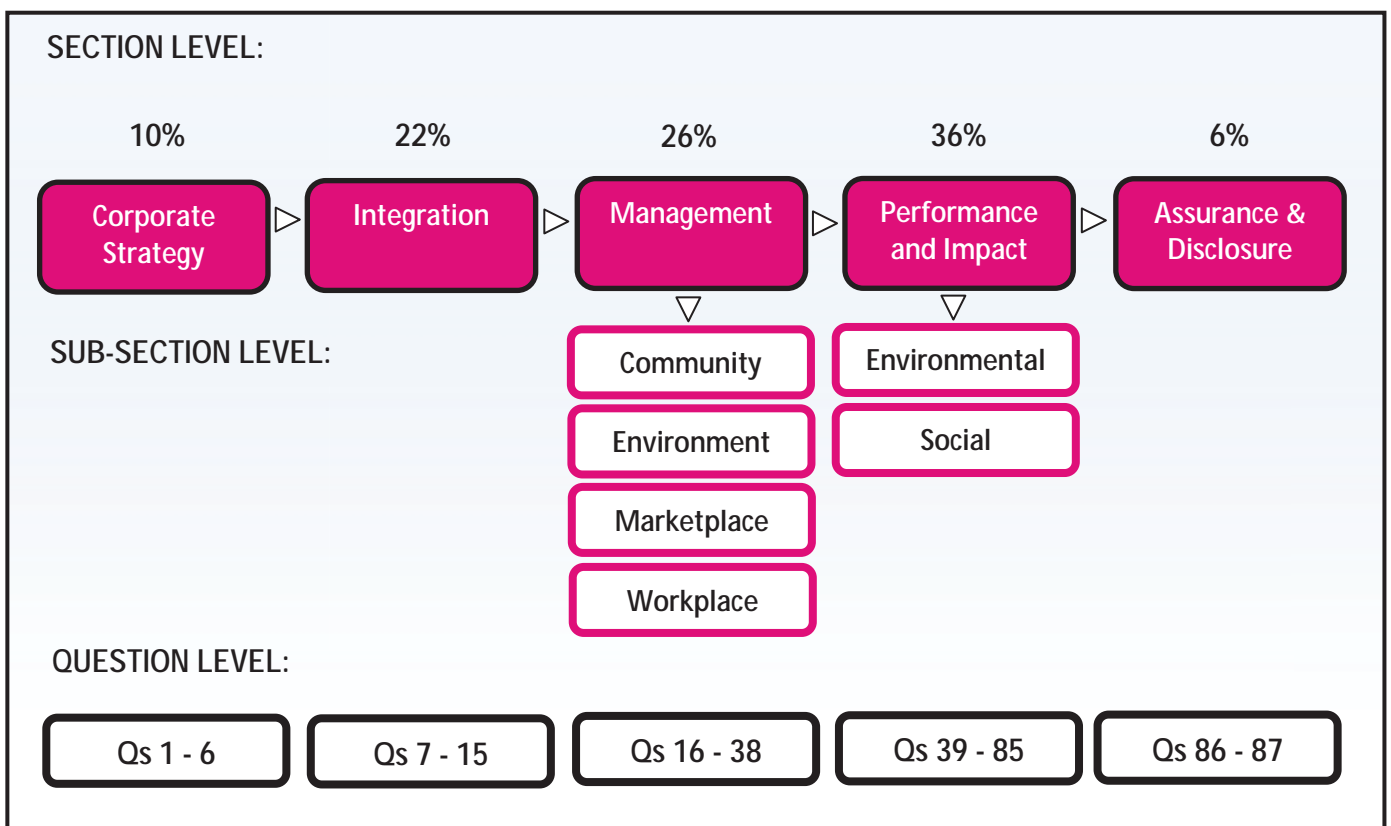 SECTION LEVEL:
10% 22% 26% 36% 6%
Corporate
Strategy
Integration
Management
Performance
and Impact
Assurance &
Disclosure
SUB-SECTION LEVEL:
Community
Environment
Marketplace
Workplace
Environmental
Social
QUESTION LEVEL:
Qs 1 - 6
Qs 7 - 15
Qs 16 - 38
Qs 39 - 85
Qs 86 - 87